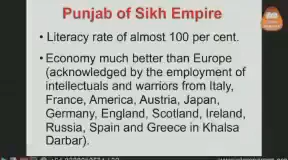 Punjab of Sikh Empire
• Literacy rate of almost 100 per cent.
• Economy much better than Europe
(acknowledged by the employment of
intellectuals and warriors from Italy,
France, America, Austria, Japan,
Germany, England, Scotland, Ireland,
Russia, Spain and Greece in Khalsa
Darbar).